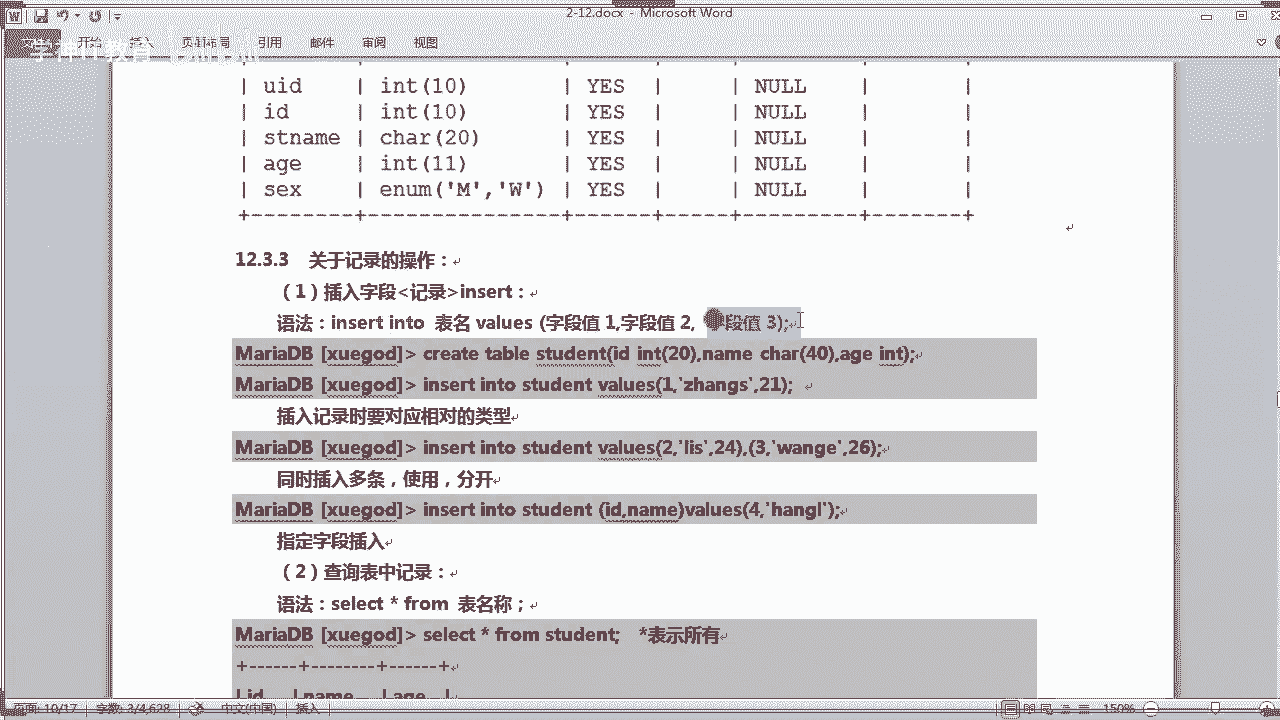 2-12.docx - Microsoft Word
开始
页面布局 引用 邮件 审阅 视图
| uid | int(10) | YES | | NULL | |
| id | int(10) | YES | | NULL | |
| stname | char(20) | YES | | NULL | |
| age | int(11) | YES | | NULL | |
| sex | enum('M','W') | YES | | NULL | |
+--------+---------------+------+-----+---------+-------+
12.3.3 关于记录的操作：
（1）插入字段<记录>insert：
语法：insert into 表名 values (字段值 1,字段值 2, 字段值 3);
MariaDB [xuegod]> create table student(id int(20),name char(40),age int);
MariaDB [xuegod]> insert into student values(1,'zhangs',21);
插入记录时要对应相对的类型
MariaDB [xuegod]> insert into student values(2,'lis',24),(3,'wange',26);
同时插入多条，使用，分开
MariaDB [xuegod]> insert into student (id,name)values(4,'hangl');
指定字段插入
（2）查询表中记录：
语法：select * from 表名称；
MariaDB [xuegod]> select * from student; *表示所有
+------+--------+------+
| id | name | age |
页面: 10/17 字数: 3/4,628 中文(中国) 插入 150%